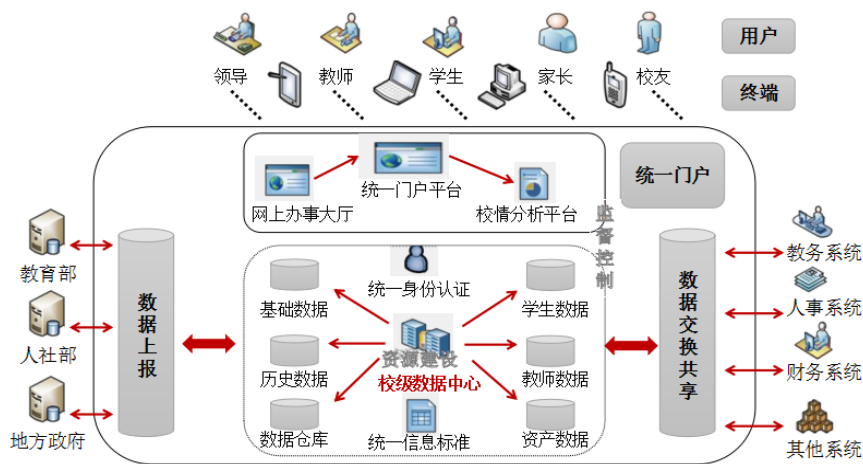 用户
领导
教师
学生
家长
校友
终端
统一门户
统一门户平台
网上办事大厅
校情分析平台
监督控制
教育部
人社部
地方政府
数据上报
统一身份认证
基础数据
学生数据
资源建设
历史数据
校级数据中心
教师数据
数据仓库
统一信息标准
资产数据
数据交换共享
教务系统
人事系统
财务系统
其他系统